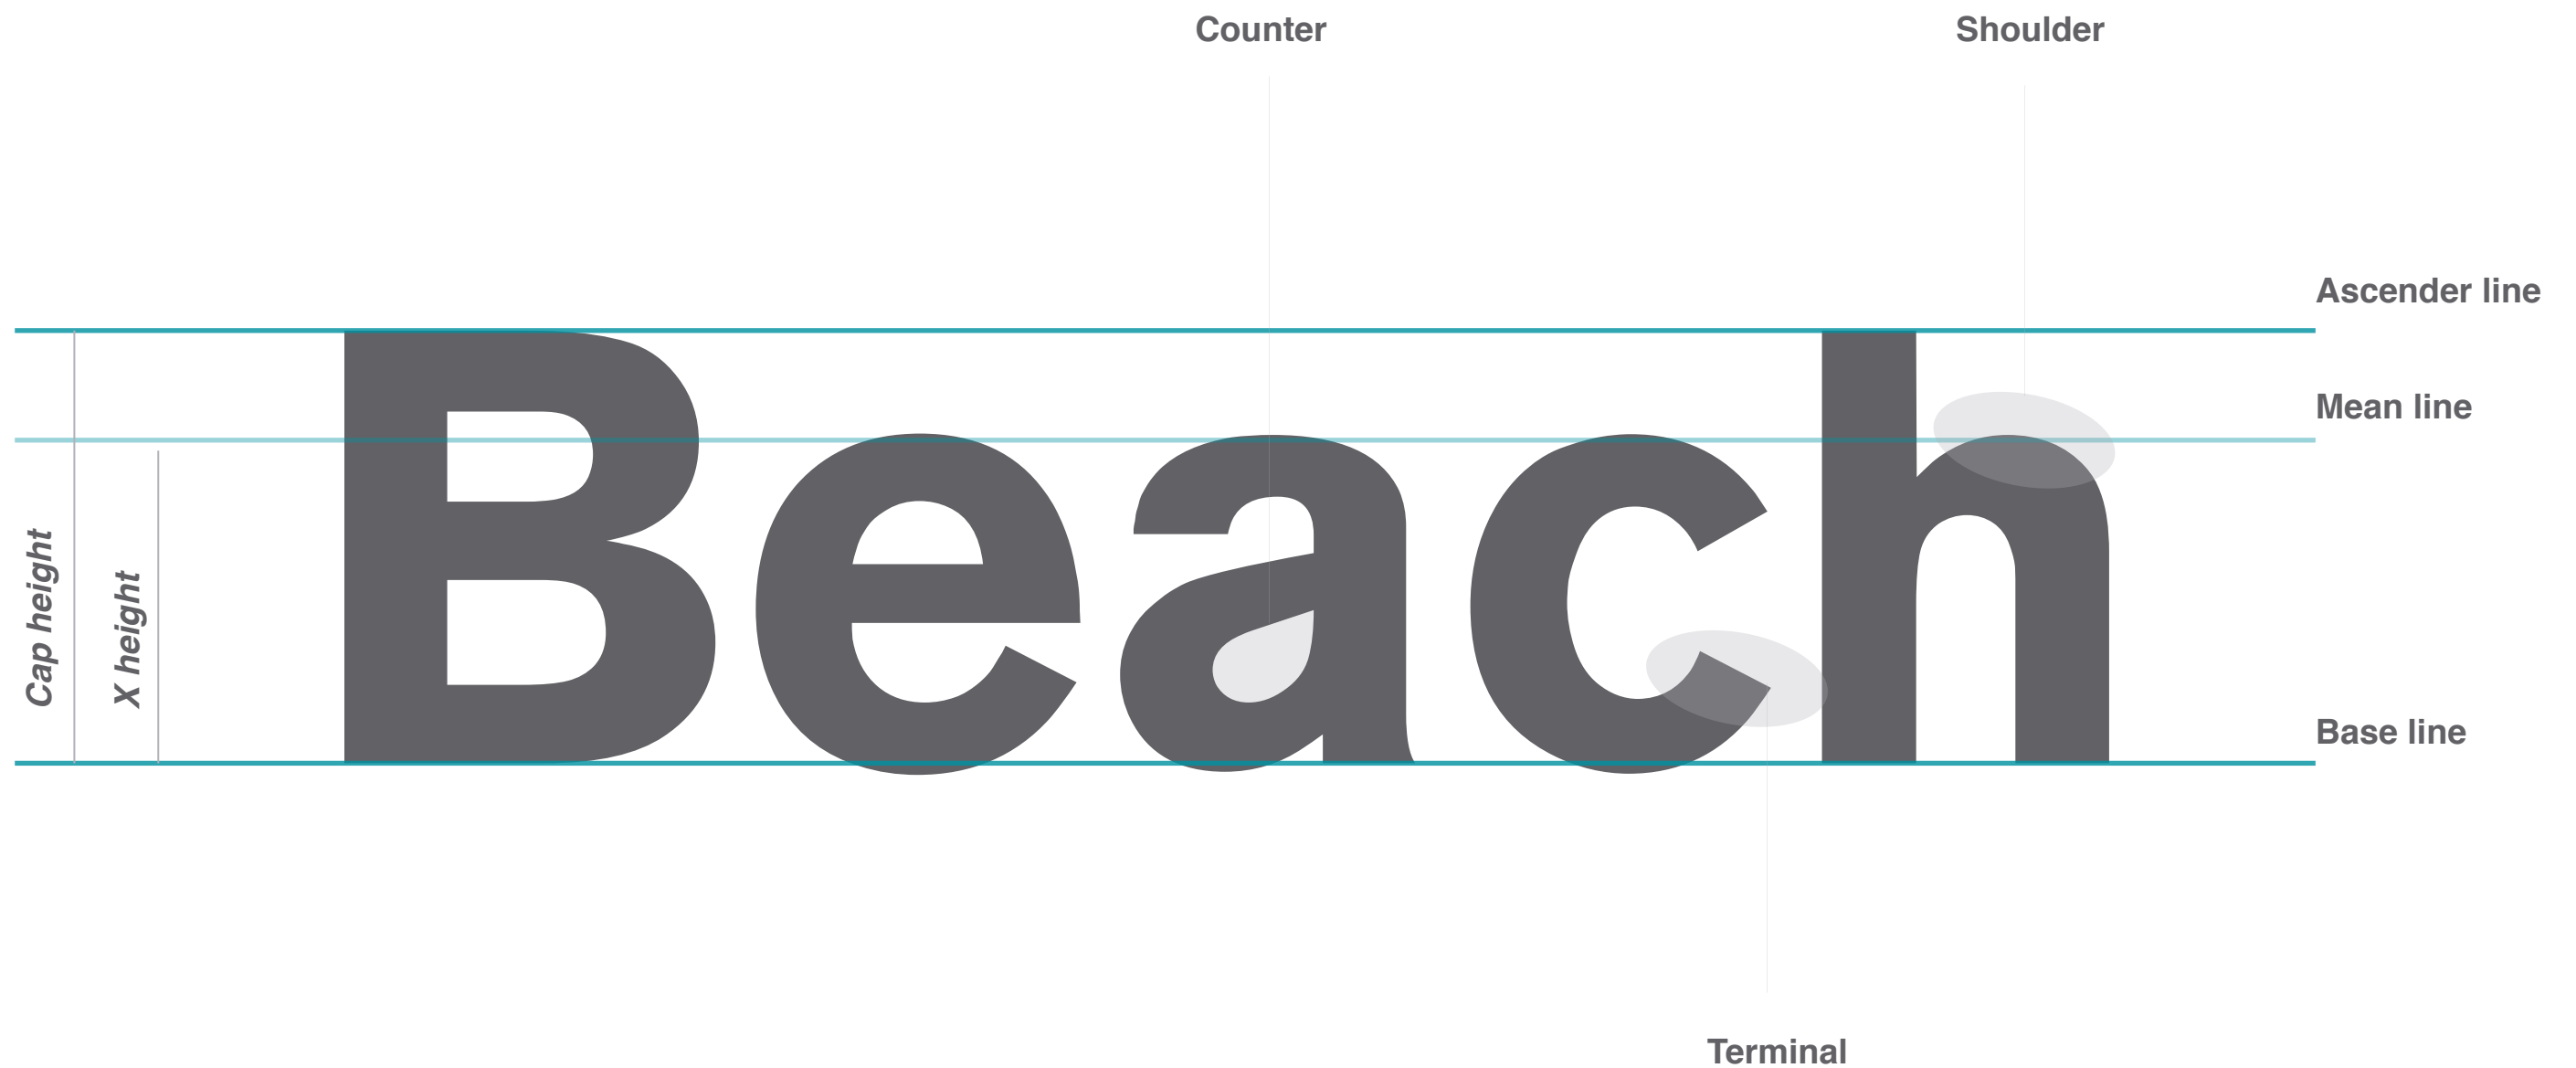 Counter
Shoulder
Ascender line
Mean line
Cap height
X height
Beach
Base line
Terminal